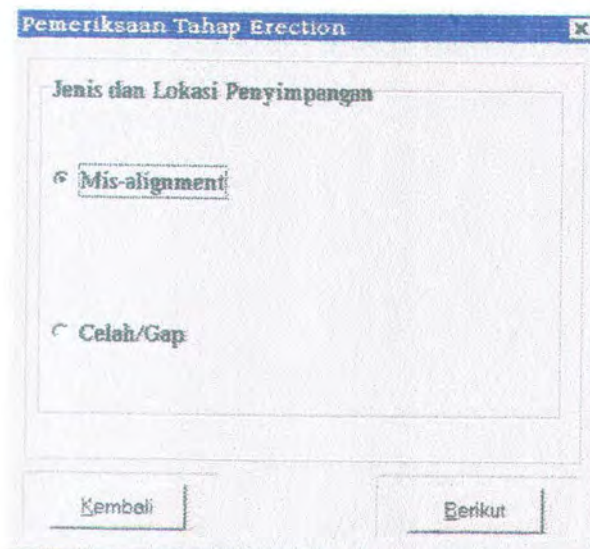 Pemeriksaan Tahap Erection
Jenis dan Lokasi Penyimpangan
Mis-alignment
Celah/Gap
Kembali
Berikut